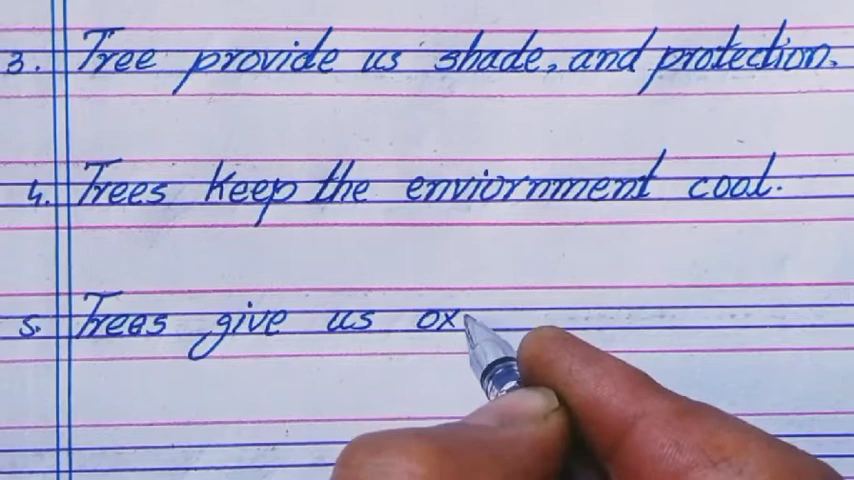 3. Tree provide us shade, and protection.
4. Trees keep the enviornment cool.
5. Trees give us ox